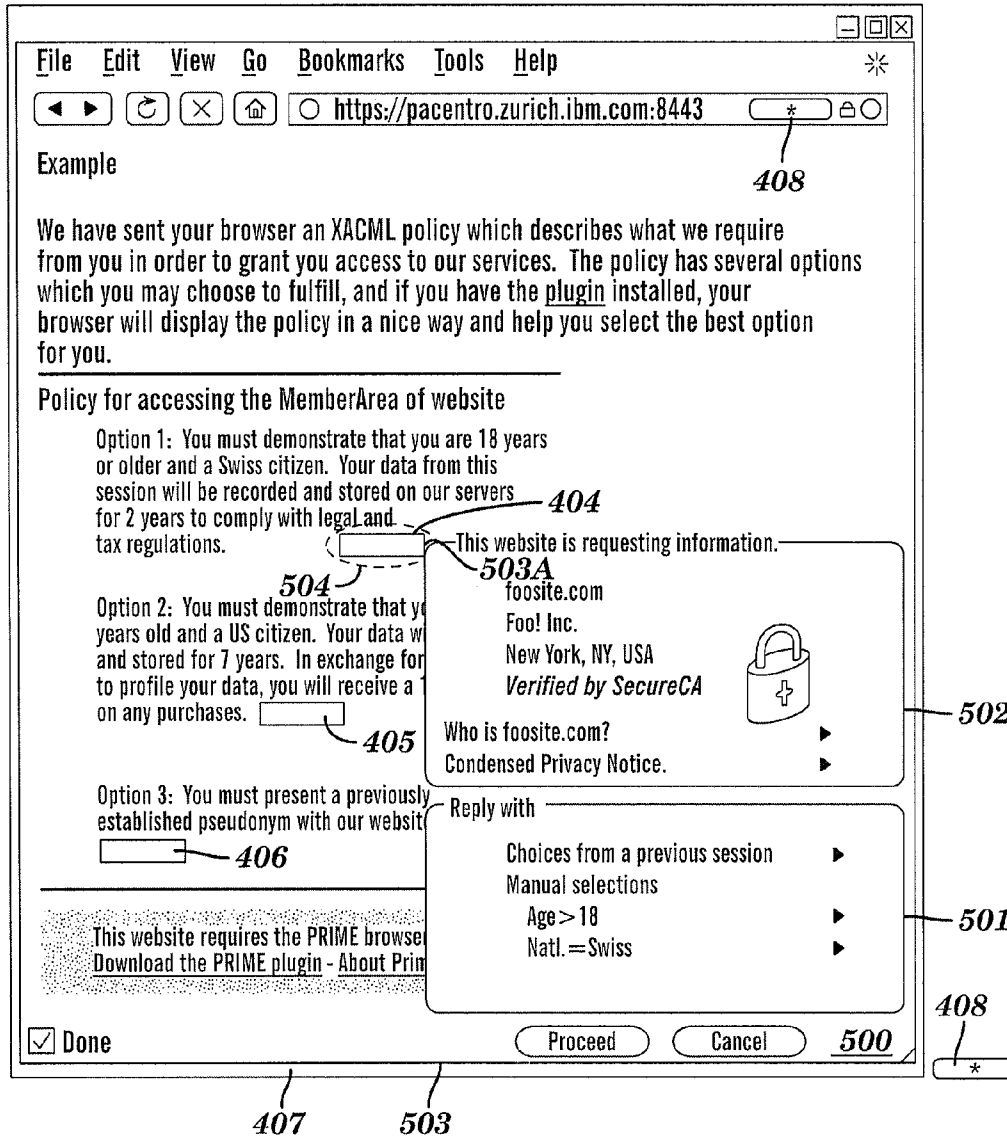 File Edit View Go Bookmarks Tools Help
https://pacentro.zurich.ibm.com:8443 *
408
Example
We have sent your browser an XACML policy which describes what we require
from you in order to grant you access to our services. The policy has several options
which you may choose to fulfill, and if you have the plugin installed, your
browser will display the policy in a nice way and help you select the best option
for you.
Policy for accessing the MemberArea of website
Option 1: You must demonstrate that you are 18 years
or older and a Swiss citizen. Your data from this
session will be recorded and stored on our servers
for 2 years to comply with legal and
tax regulations.
404
504
503A
Option 2: You must demonstrate that
years old and a US citizen. Your data
and stored for 7 years. In exchange for
to profile your data, you will receive a
on any purchases.
405
Option 3: You must present a previously
established pseudonym with our website
406
This website requires the PRIME browser
Download the PRIME plugin - About
This website is requesting information.
foosite.com
Foo! Inc.
New York, NY, USA
Verified by SecureCA
Who is foosite.com?
Condensed Privacy Notice.
502
Reply with
Choices from a previous session
Manual selections
Age>18
Natl.=Swiss
501
Done Proceed Cancel 500
408
*
407 503